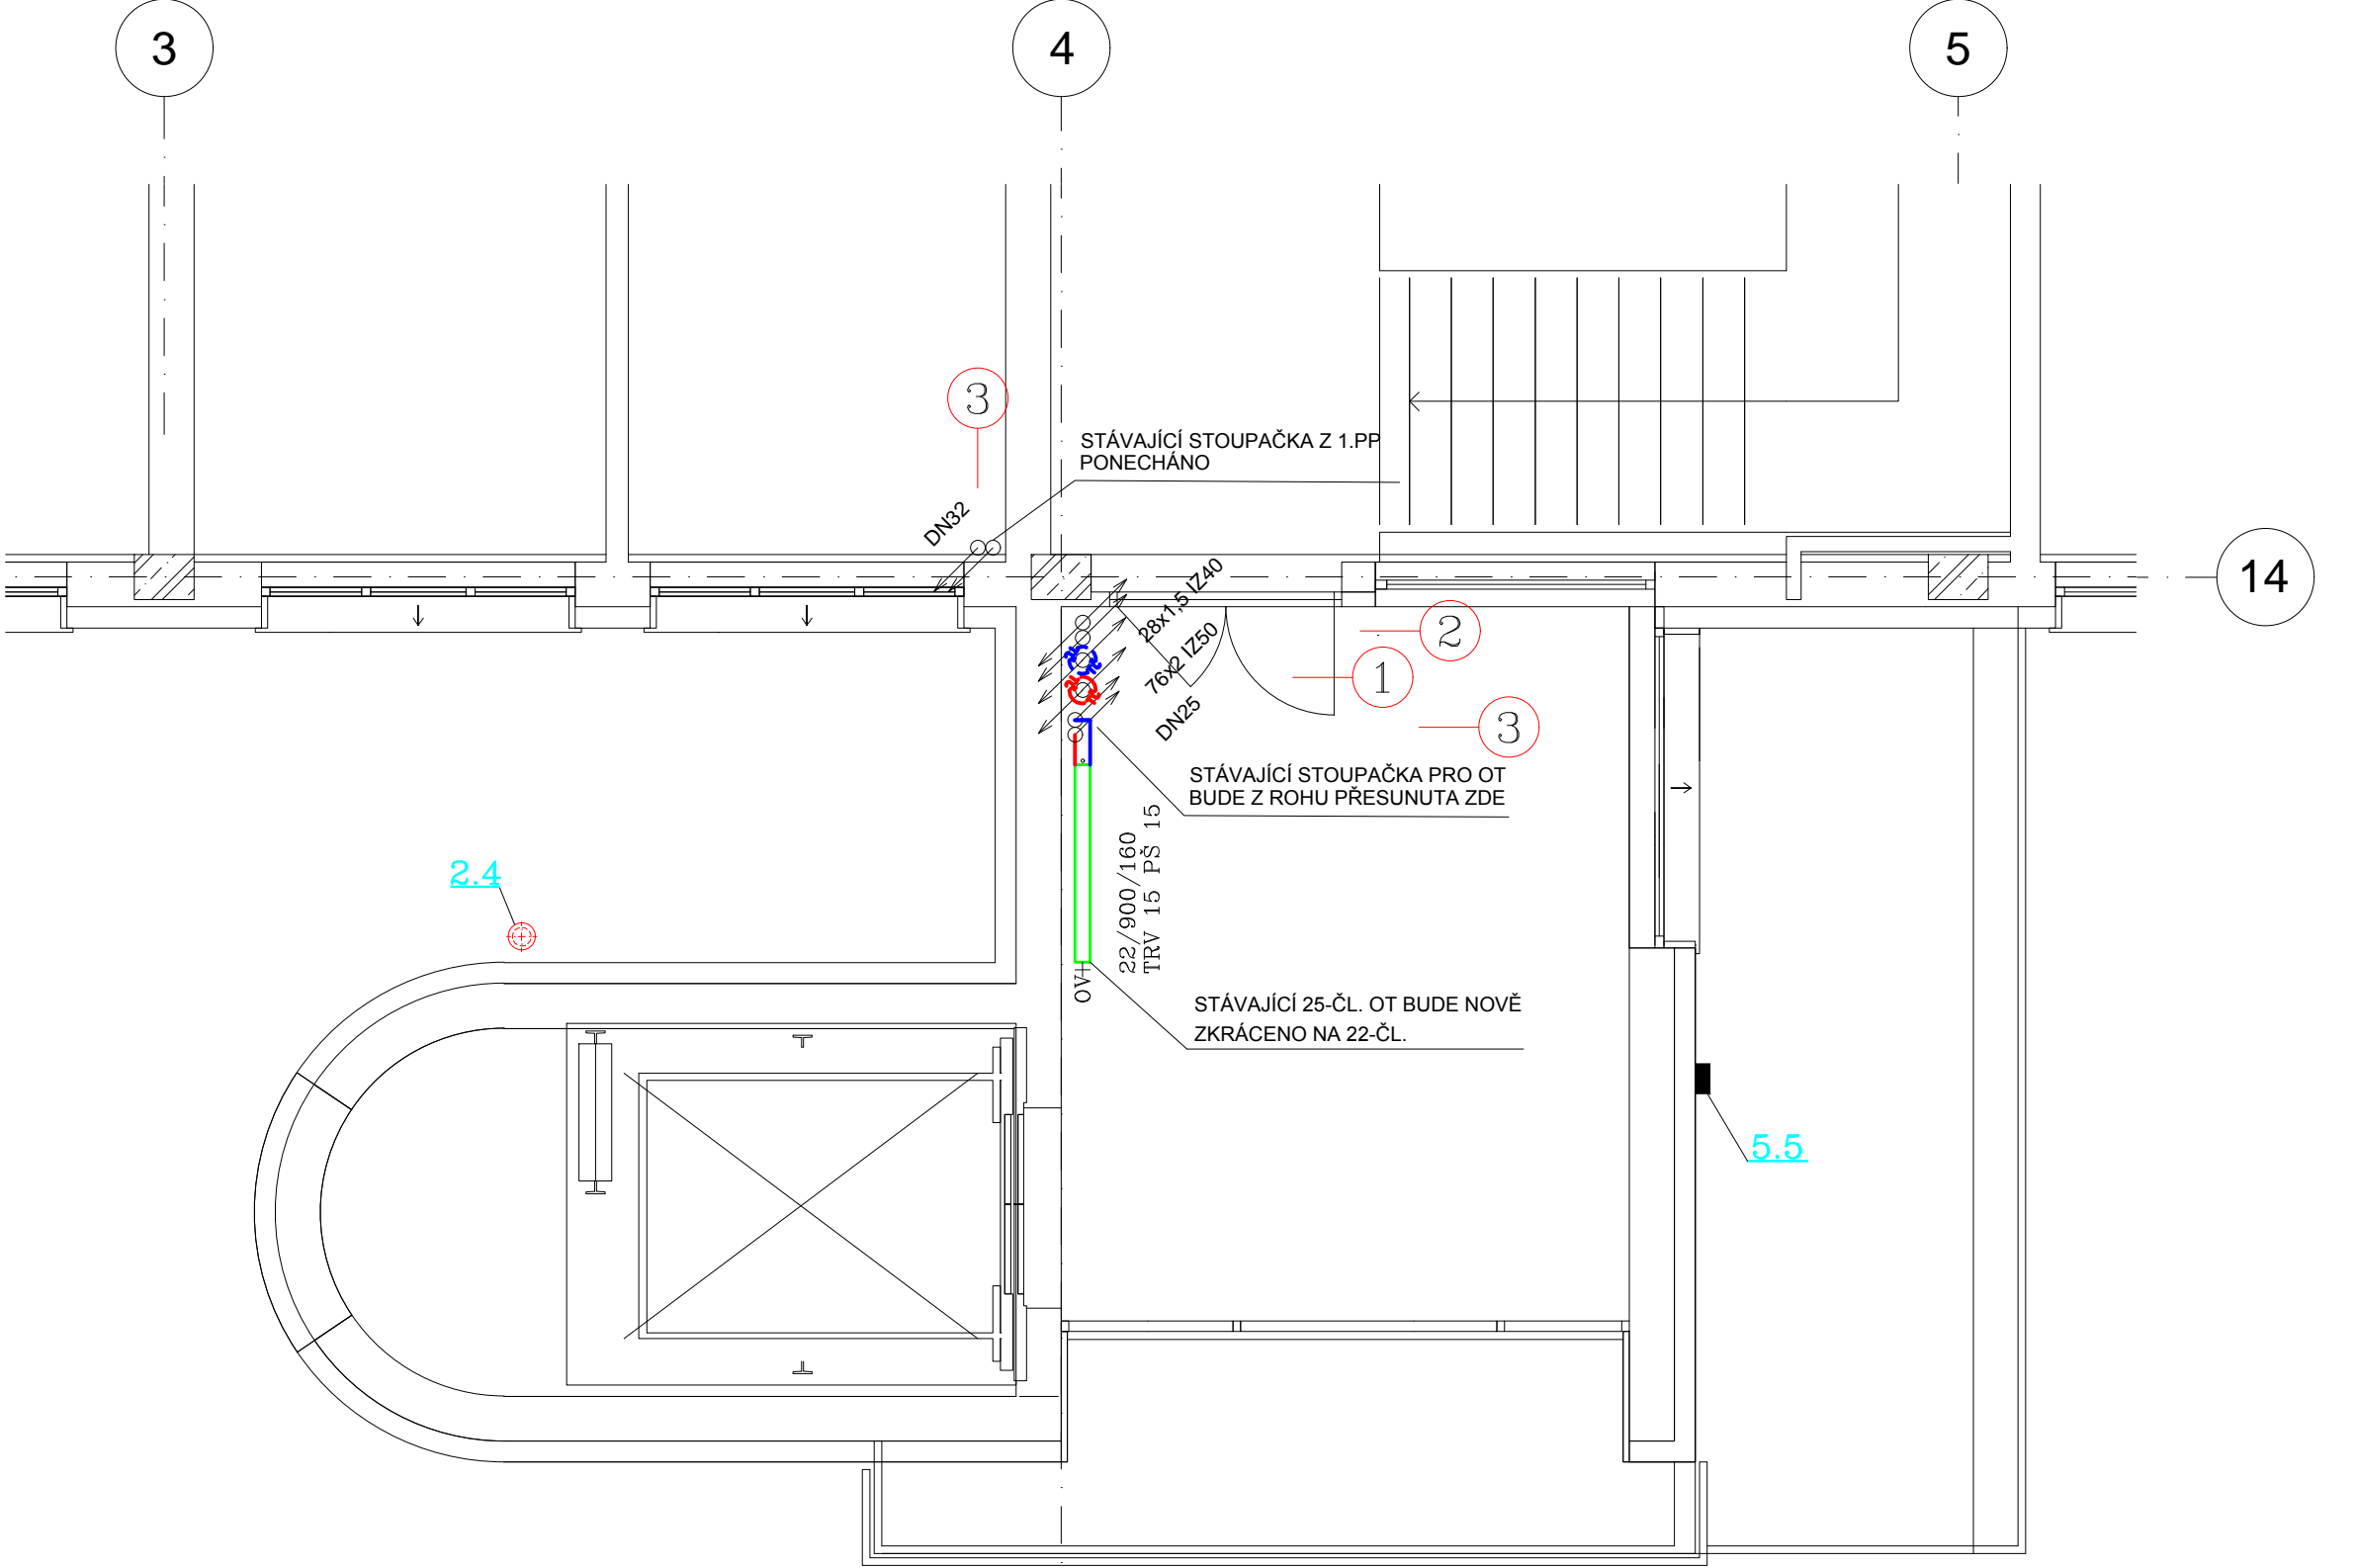 3
4
5
3
STÁVAJÍCÍ STOUPAČKA Z 1.PP
PONECHÁNO
DN32
14
28x1,5 IZ40
2
76x2 IZ50
1
DN25
3
STÁVAJÍCÍ STOUPAČKA PRO OT
BUDE Z ROHU PŘESUNUTA ZDE
22/900/160
TRV 15 PŠ 15
2.4
OV
STÁVAJÍCÍ 25-ČL. OT BUDE NOVĚ
ZKRÁCENO NA 22-ČL.
5.5